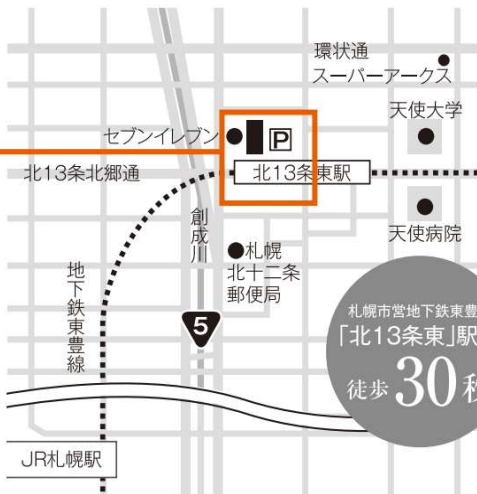 環状通
スーパーアークス
天使大学
セブンイレブン
P
北13条北郷通
北13条東駅
創成川
天使病院
札幌
北十二条
郵便局
地下鉄東豊線
5
札幌市営地下鉄東豊
「北13条東」駅
徒歩30秒
JR札幌駅